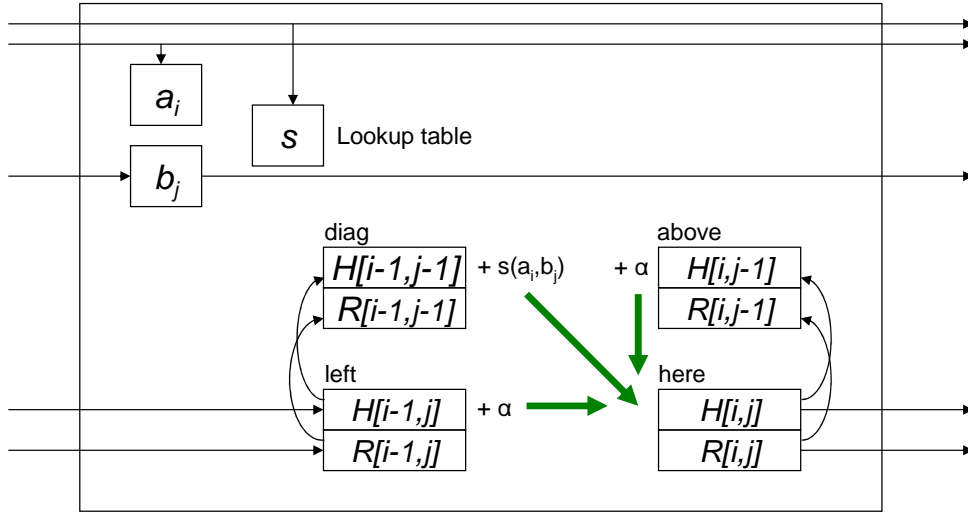 a_i
s Lookup table
b_j
diag above
H[i-1,j-1] + s(a_i,b_j) + α H[i,j-1]
R[i-1,j-1] R[i,j-1]
left here
H[i-1,j] + α H[i,j]
R[i-1,j] R[i,j]